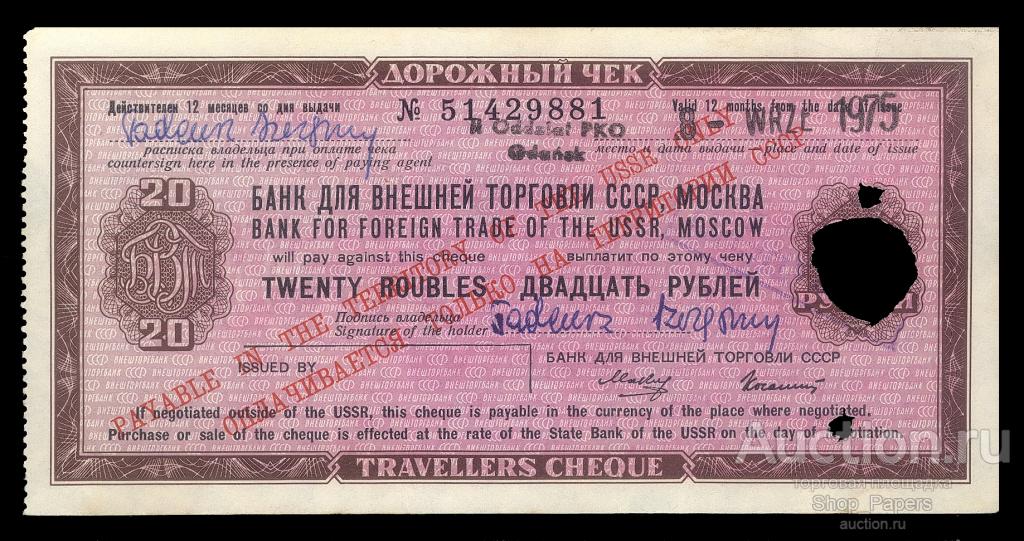 ДОРОЖНЫЙ ЧЕК
Действителен 12 месяцев со дня выдачи
№ 51429881
Valid 12 months from the date of issue
Tadeusz
II Oddział PKO
Gdańsk
8 - WRZE 1975
расписка владельца при оплате чека
countersign here in the presence of paying agent
место и дата выдачи — place and date of issue
20
БАНК ДЛЯ ВНЕШНЕЙ ТОРГОВЛИ СССР, МОСКВА
BANK FOR FOREIGN TRADE OF THE USSR, MOSCOW
will pay against this cheque
выплатит по этому чеку
TWENTY ROUBLES
ДВАДЦАТЬ РУБЛЕЙ
БВТ
20
Подпись владельца
Signature of the holder
Tadeusz
ISSUED BY
БАНК ДЛЯ ВНЕШНЕЙ ТОРГОВЛИ СССР
PAYABLE IN THE TERRITORY OF THE USSR ONLY
ОПЛАЧИВАЕТСЯ ТОЛЬКО НА ТЕРРИТОРИИ СССР
If negotiated outside of the USSR, this cheque is payable in the currency of the place where negotiated.
Purchase or sale of the cheque is effected at the rate of the State Bank of the USSR on the day of
TRAVELLERS CHEQUE
Auction.ru
торговая площадка
Shop Papers
auction.ru